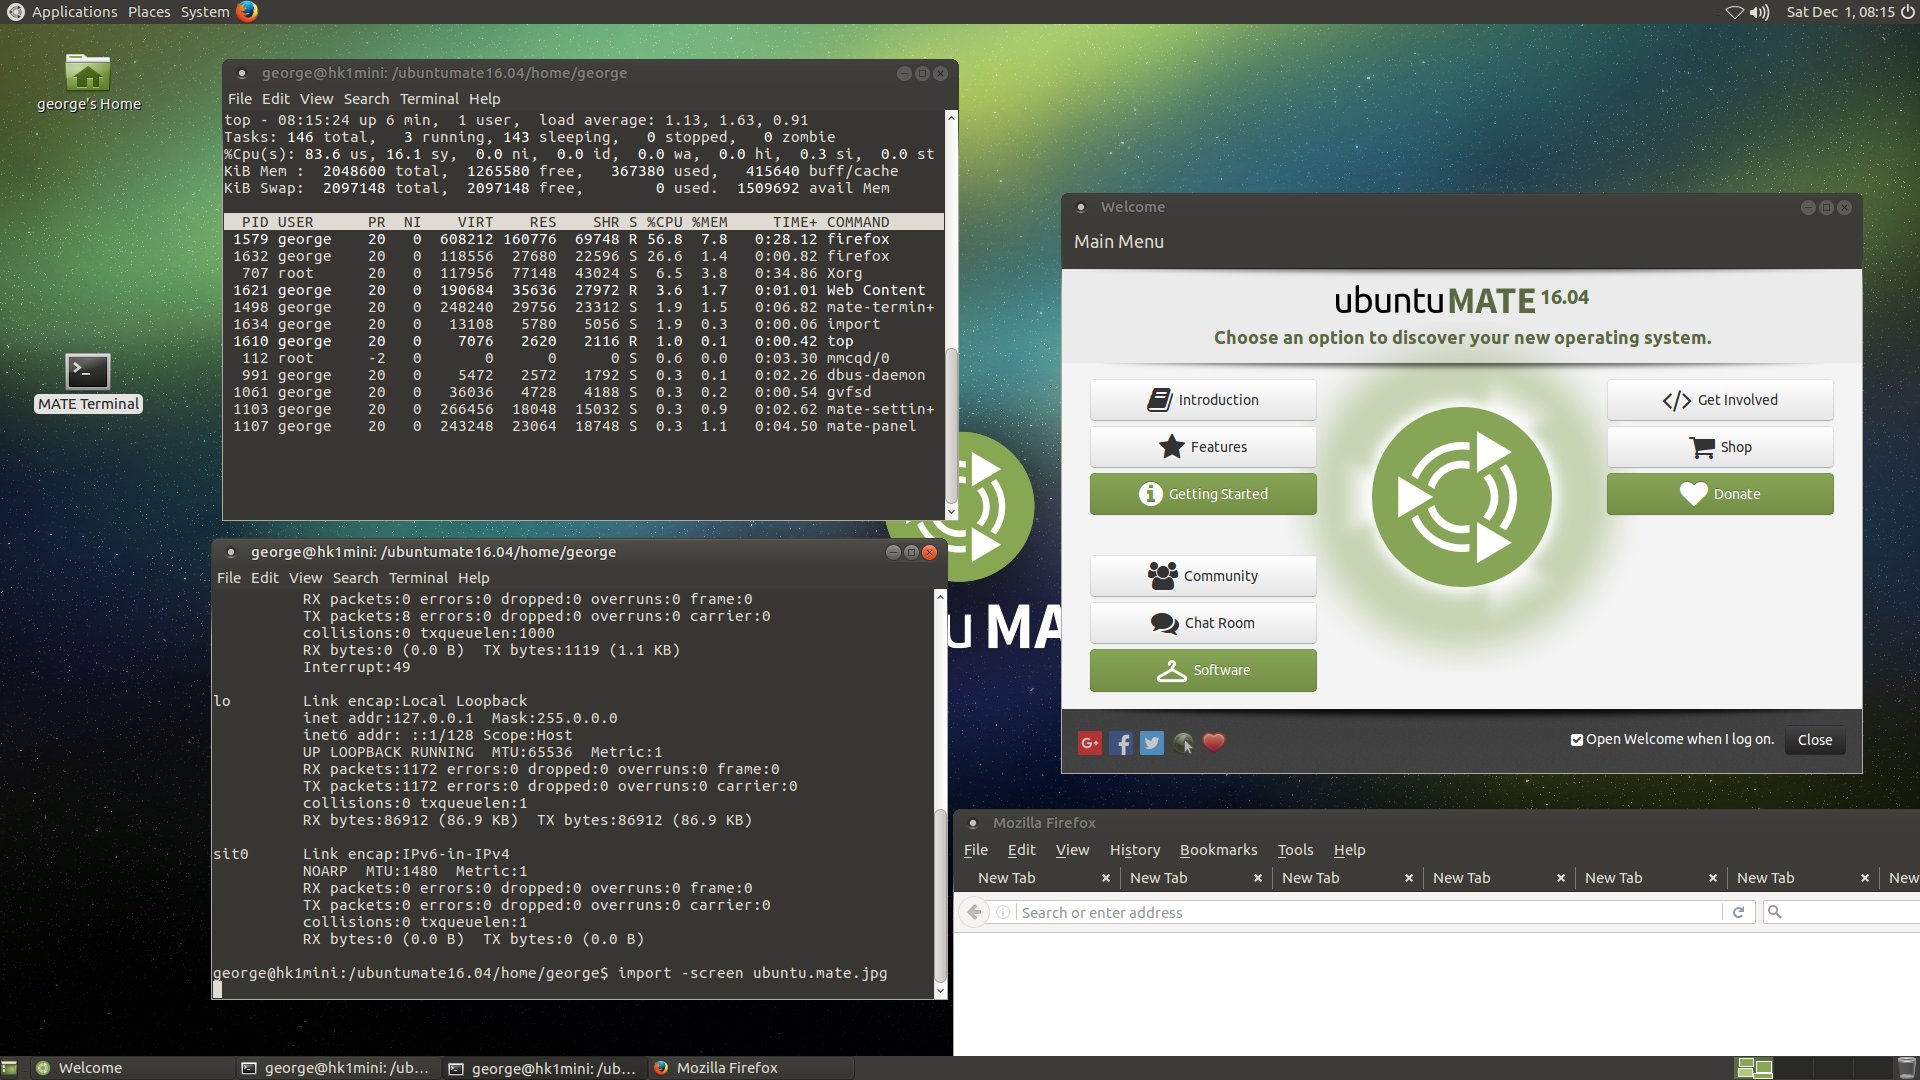 Applications Places System
Sat Dec 1, 08:15
george's Home
MATE Terminal
george@hk1mini: /ubuntumate16.04/home/george
File Edit View Search Terminal Help
top - 08:15:24 up 6 min,  1 user,  load average: 1.13, 1.63, 0.91
Tasks: 146 total,   3 running, 143 sleeping,   0 stopped,   0 zombie
%Cpu(s): 83.6 us, 16.1 sy,  0.0 ni,  0.0 id,  0.0 wa,  0.0 hi,  0.3 si,  0.0 st
KiB Mem :  2048600 total,  1265580 free,   367380 used,   415640 buff/cache
KiB Swap:  2097148 total,  2097148 free,        0 used.  1509692 avail Mem
PID USER      PR  NI    VIRT    RES    SHR S %CPU %MEM     TIME+ COMMAND
1579 george    20   0  608212 160776  69748 R 56.8  7.8   0:28.12 firefox
1632 george    20   0  118556  27680  22596 S 26.6  1.4   0:00.82 firefox
707 root      20   0  117956  77148  43024 S  6.5  3.8   0:34.86 Xorg
1621 george    20   0  190684  35636  27972 R  3.6  1.7   0:01.01 Web Content
1498 george    20   0  248240  29756  23312 S  1.9  1.5   0:06.82 mate-termin+
1634 george    20   0   13108   5780   5056 S  1.9  0.3   0:00.06 import
1610 george    20   0    7076   2620   2116 R  1.0  0.1   0:00.42 top
112 root      -2   0       0      0      0 S  0.6  0.0   0:03.30 mmcqd/0
991 george    20   0    5472   2572   1792 S  0.3  0.1   0:02.26 dbus-daemon
1061 george    20   0   36036   4728   4188 S  0.3  0.2   0:00.54 gvfsd
1103 george    20   0  266456  18048  15032 S  0.3  0.9   0:02.62 mate-settin+
1107 george    20   0  243248  23064  18748 S  0.3  1.1   0:04.50 mate-panel
george@hk1mini: /ubuntumate16.04/home/george
File Edit View Search Terminal Help
RX packets:0 errors:0 dropped:0 overruns:0 frame:0
TX packets:8 errors:0 dropped:0 overruns:0 carrier:0
collisions:0 txqueuelen:1000
RX bytes:0 (0.0 B)  TX bytes:1119 (1.1 KB)
Interrupt:49
lo        Link encap:Local Loopback
inet addr:127.0.0.1  Mask:255.0.0.0
inet6 addr: ::1/128 Scope:Host
UP LOOPBACK RUNNING  MTU:65536  Metric:1
RX packets:1172 errors:0 dropped:0 overruns:0 frame:0
TX packets:1172 errors:0 dropped:0 overruns:0 carrier:0
collisions:0 txqueuelen:1
RX bytes:86912 (86.9 KB)  TX bytes:86912 (86.9 KB)
sit0      Link encap:IPv6-in-IPv4
NOARP  MTU:1480  Metric:1
RX packets:0 errors:0 dropped:0 overruns:0 frame:0
TX packets:0 errors:0 dropped:0 overruns:0 carrier:0
collisions:0 txqueuelen:1
RX bytes:0 (0.0 B)  TX bytes:0 (0.0 B)
george@hk1mini:/ubuntumate16.04/home/george$ import -screen ubuntu.mate.jpg
u MA
Welcome
Main Menu
ubuntu MATE 16.04
Choose an option to discover your new operating system.
Introduction
Features
Getting Started
Community
Chat Room
Software
Get Involved
Shop
Donate
G+ f
Open Welcome when I log on.
Close
Mozilla Firefox
File Edit View History Bookmarks Tools Help
New Tab New Tab New Tab New Tab New Tab New Tab New
Search or enter address
Welcome
george@hk1mini: /ub...
george@hk1mini: /ub...
Mozilla Firefox